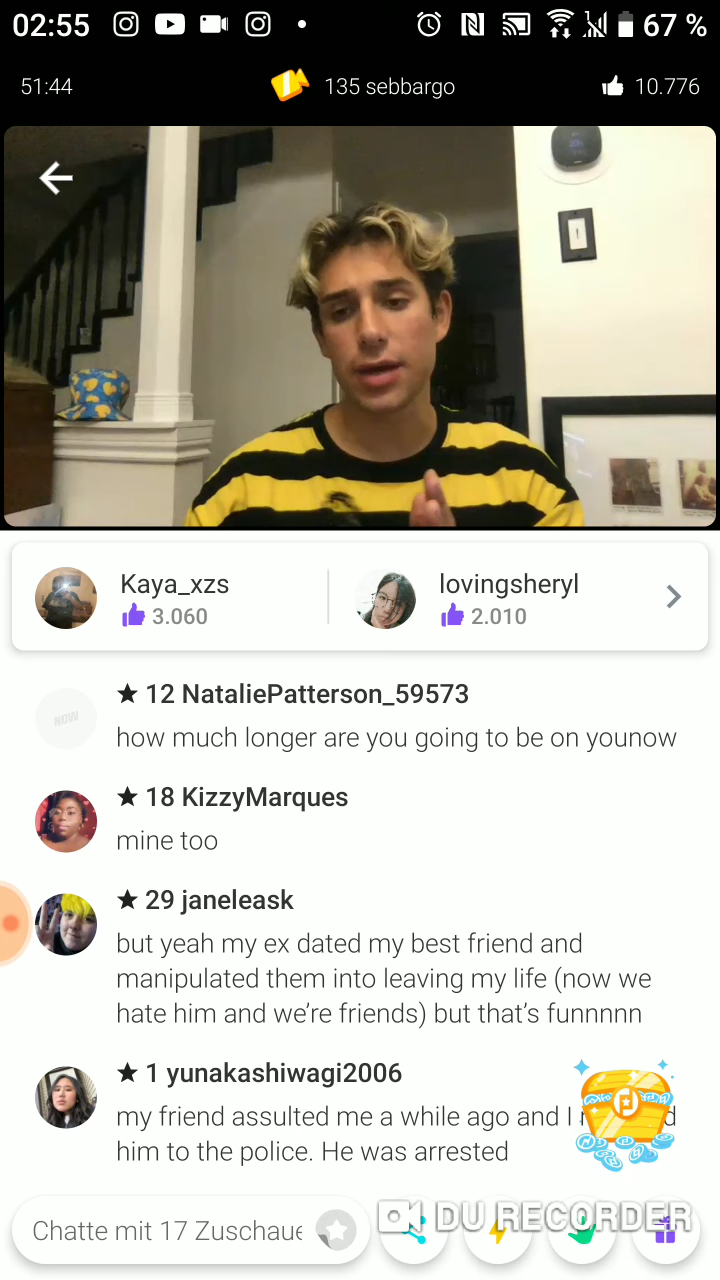 02:55 67 %
51:44 135 sebbargo 10.776
Kaya_xzs lovingsheryl
3.060 2.010
★ 12 NataliePatterson_59573
how much longer are you going to be on younow
★ 18 KizzyMarques
mine too
★ 29 janeleask
but yeah my ex dated my best friend and
manipulated them into leaving my life (now we
hate him and we’re friends) but that’s funnnnn
★ 1 yunakashiwagi2006
my friend assulted me a while ago and I
him to the police. He was arrested
Chatte mit 17 Zuschaue
DU RECORDER
NOW